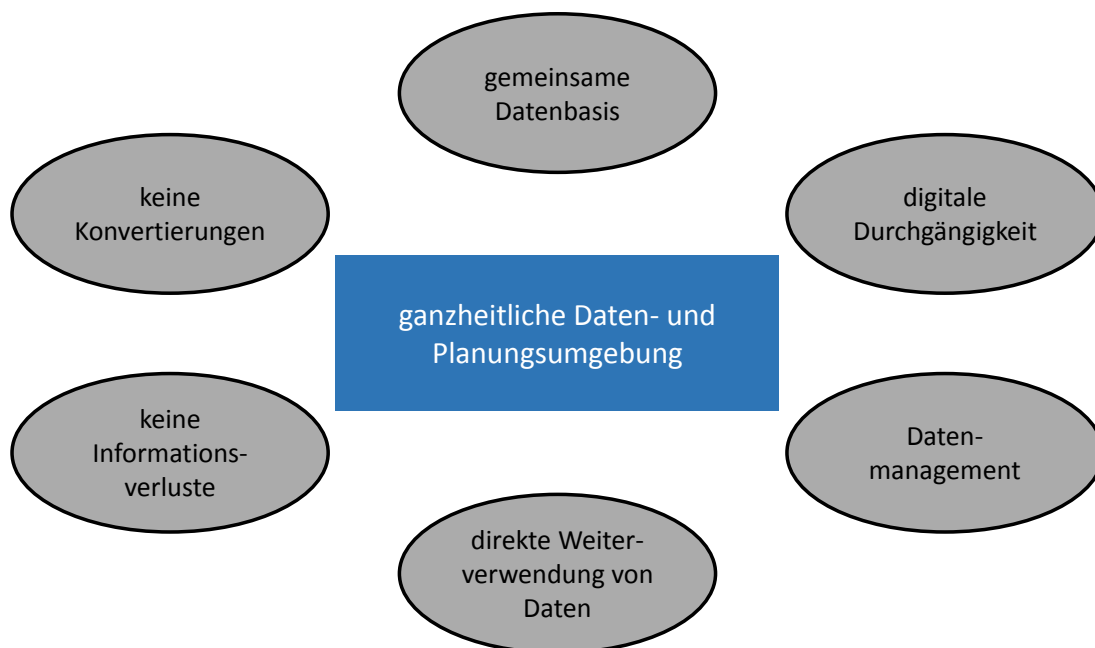 gemeinsame
Datenbasis
keine
Konvertierungen
digitale
Durchgängigkeit
ganzheitliche Daten- und
Planungsumgebung
keine
Informations-
verluste
Daten-
management
direkte Weiter-
verwendung von
Daten